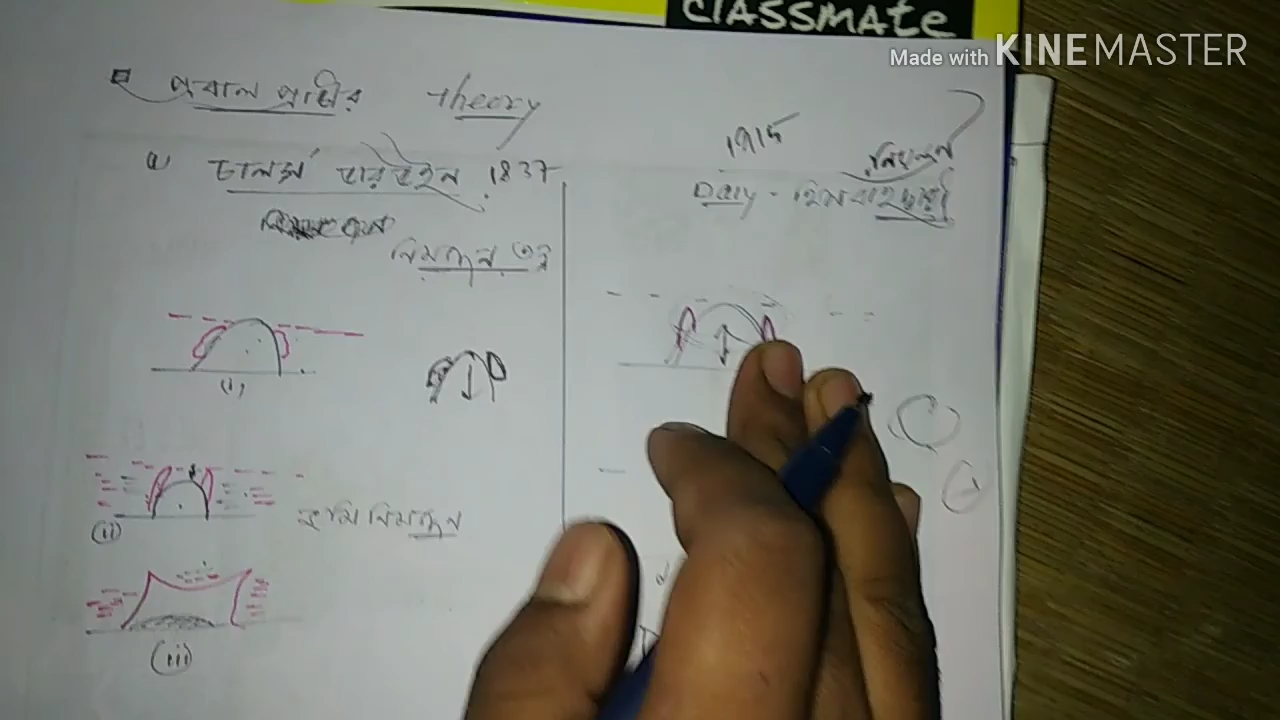 CLASSMATE
Made with KINEMASTER
প্রবাল প্রাচীর Theory
চার্লস ডারউইন 1837
নিমজ্জন তত্ত্ব
(i)
(ii)
ভূমি নিমজ্জন
(iii)
1915
নিয়ন্ত্রণ
Daly - হিমবাহ